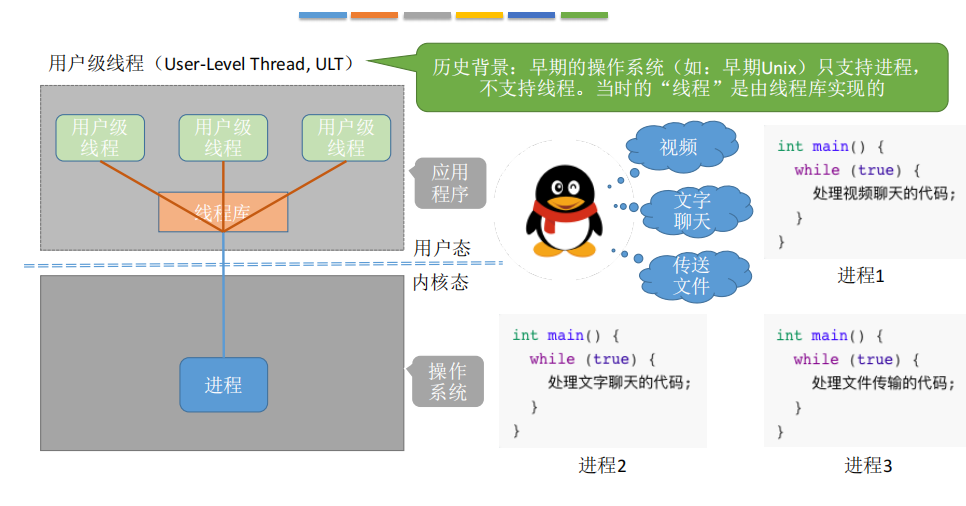 用户级线程（User-Level Thread, ULT）
历史背景：早期的操作系统（如：早期Unix）只支持进程，
不支持线程。当时的“线程”是由线程库实现的
用户级
线程
用户级
线程
用户级
线程
线程库
应用
程序
用户态
内核态
进程
操作
系统
视频
文字
聊天
传送
文件
int main() {
while (true) {
处理视频聊天的代码;
}
}
进程1
int main() {
while (true) {
处理文字聊天的代码;
}
}
进程2
int main() {
while (true) {
处理文件传输的代码;
}
}
进程3